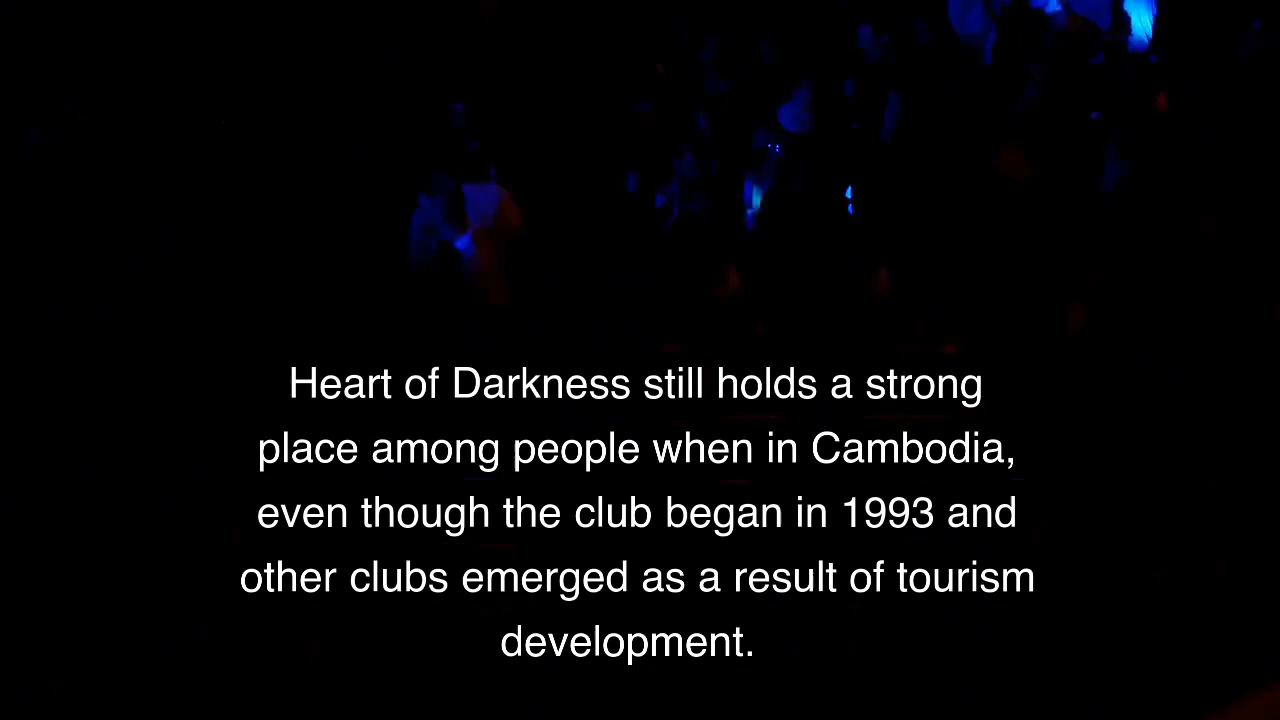 Heart of Darkness still holds a strong
place among people when in Cambodia,
even though the club began in 1993 and
other clubs emerged as a result of tourism
development.